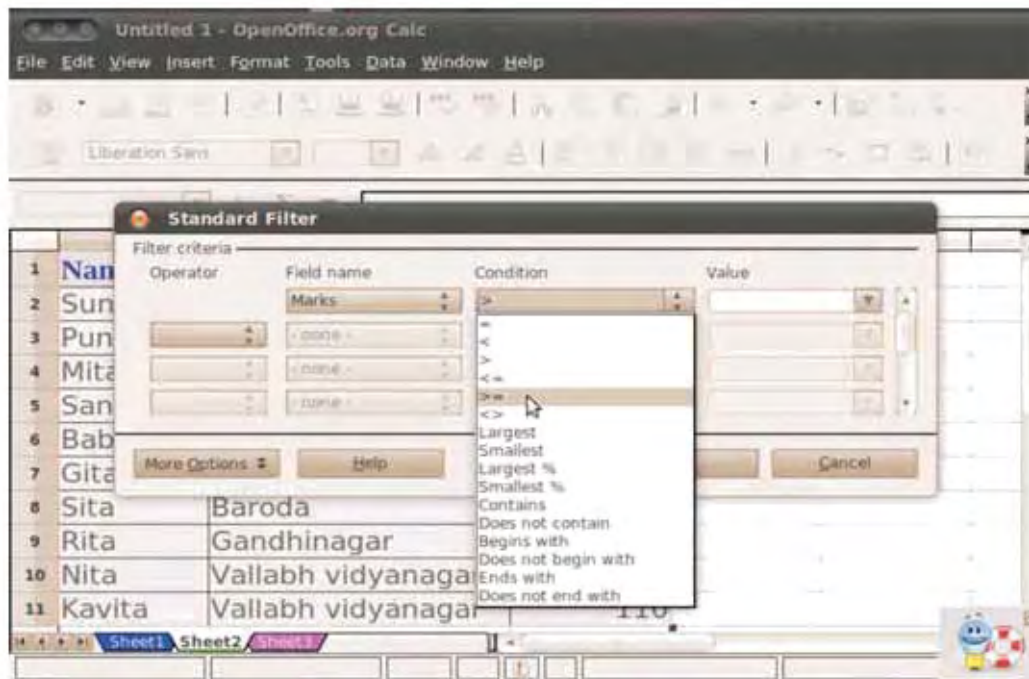 Untitled 1 - OpenOffice.org Calc
File Edit View Insert Format Tools Data Window Help
Liberation Sans
Standard Filter
Filter criteria
Operator Field name Condition Value
Marks >
- none -
- none -
- none -
=
<
>
<=
>=
<>
Largest
Smallest
Largest %
Smallest %
Contains
Does not contain
Begins with
Does not begin with
Ends with
Does not end with
More Options Help Cancel
1 Nam
2 Sun
3 Pun
4 Mita
5 San
6 Bab
7 Gita
8 Sita Baroda
9 Rita Gandhinagar
10 Nita Vallabh vidyanaga
11 Kavita Vallabh vidyanagar 110
Sheet1 Sheet2 Sheet3